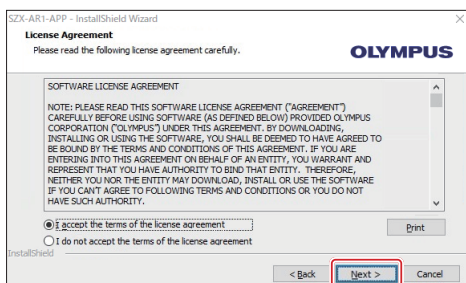 SZX-AR1-APP - InstallShield Wizard
License Agreement
Please read the following license agreement carefully.
OLYMPUS
SOFTWARE LICENSE AGREEMENT
NOTE: PLEASE READ THIS SOFTWARE LICENSE AGREEMENT ("AGREEMENT")
CAREFULLY BEFORE USING SOFTWARE (AS DEFINED BELOW) PROVIDED OLYMPUS
CORPORATION ("OLYMPUS") UNDER THIS AGREEMENT. BY DOWNLOADING,
INSTALLING OR USING THE SOFTWARE, YOU SHALL BE DEEMED TO HAVE AGREED TO
BE BOUND BY THE TERMS AND CONDITIONS OF THIS AGREEMENT. IF YOU ARE
ENTERING INTO THIS AGREEMENT ON BEHALF OF AN ENTITY, YOU WARRANT AND
REPRESENT THAT YOU HAVE AUTHORITY TO BIND THAT ENTITY. THEREFORE,
NEITHER YOU NOR THE ENTITY MAY DOWNLOAD, INSTALL OR USE THE SOFTWARE
IF YOU CAN'T AGREE TO FOLLOWING TERMS AND CONDITIONS OR YOU DO NOT
HAVE SUCH AUTHORITY.
I accept the terms of the license agreement
Print
I do not accept the terms of the license agreement
InstallShield
< Back
Next >
Cancel